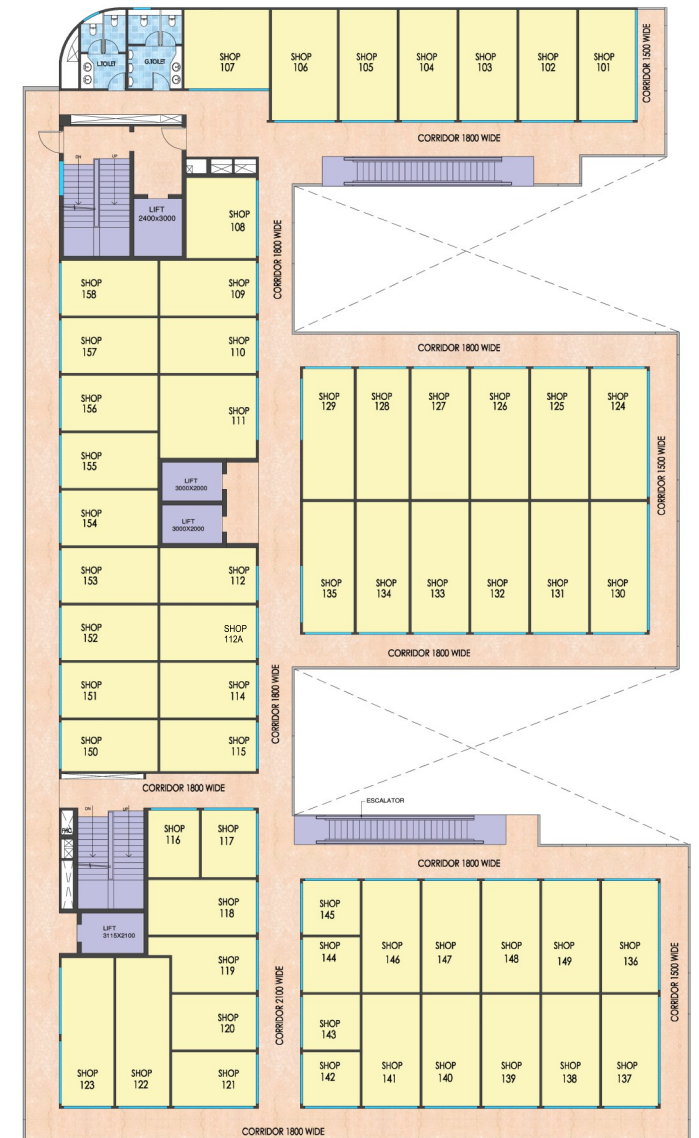 L.TOILET
G.TOILET
SHOP
107
SHOP
106
SHOP
105
SHOP
104
SHOP
103
SHOP
102
SHOP
101
CORRIDOR 1500 WIDE
CORRIDOR 1800 WIDE
DN
UP
LIFT
2400x3000
SHOP
108
CORRIDOR 1800 WIDE
SHOP
158
SHOP
109
SHOP
157
SHOP
110
CORRIDOR 1800 WIDE
SHOP
156
SHOP
111
SHOP
129
SHOP
128
SHOP
127
SHOP
126
SHOP
125
SHOP
124
SHOP
155
LIFT
3000X2000
CORRIDOR 1500 WIDE
SHOP
154
LIFT
3000X2000
SHOP
153
SHOP
112
SHOP
135
SHOP
134
SHOP
133
SHOP
132
SHOP
131
SHOP
130
SHOP
152
SHOP
112A
CORRIDOR 1800 WIDE
SHOP
151
SHOP
114
CORRIDOR 1800 WIDE
SHOP
150
SHOP
115
CORRIDOR 1800 WIDE
ESCALATOR
DN
UP
SHOP
116
SHOP
117
CORRIDOR 1800 WIDE
SHOP
118
SHOP
145
LIFT
3115X2100
SHOP
119
SHOP
144
SHOP
146
SHOP
147
SHOP
148
SHOP
149
SHOP
136
CORRIDOR 2100 WIDE
CORRIDOR 1500 WIDE
SHOP
120
SHOP
143
SHOP
123
SHOP
122
SHOP
121
SHOP
142
SHOP
141
SHOP
140
SHOP
139
SHOP
138
SHOP
137
CORRIDOR 1800 WIDE